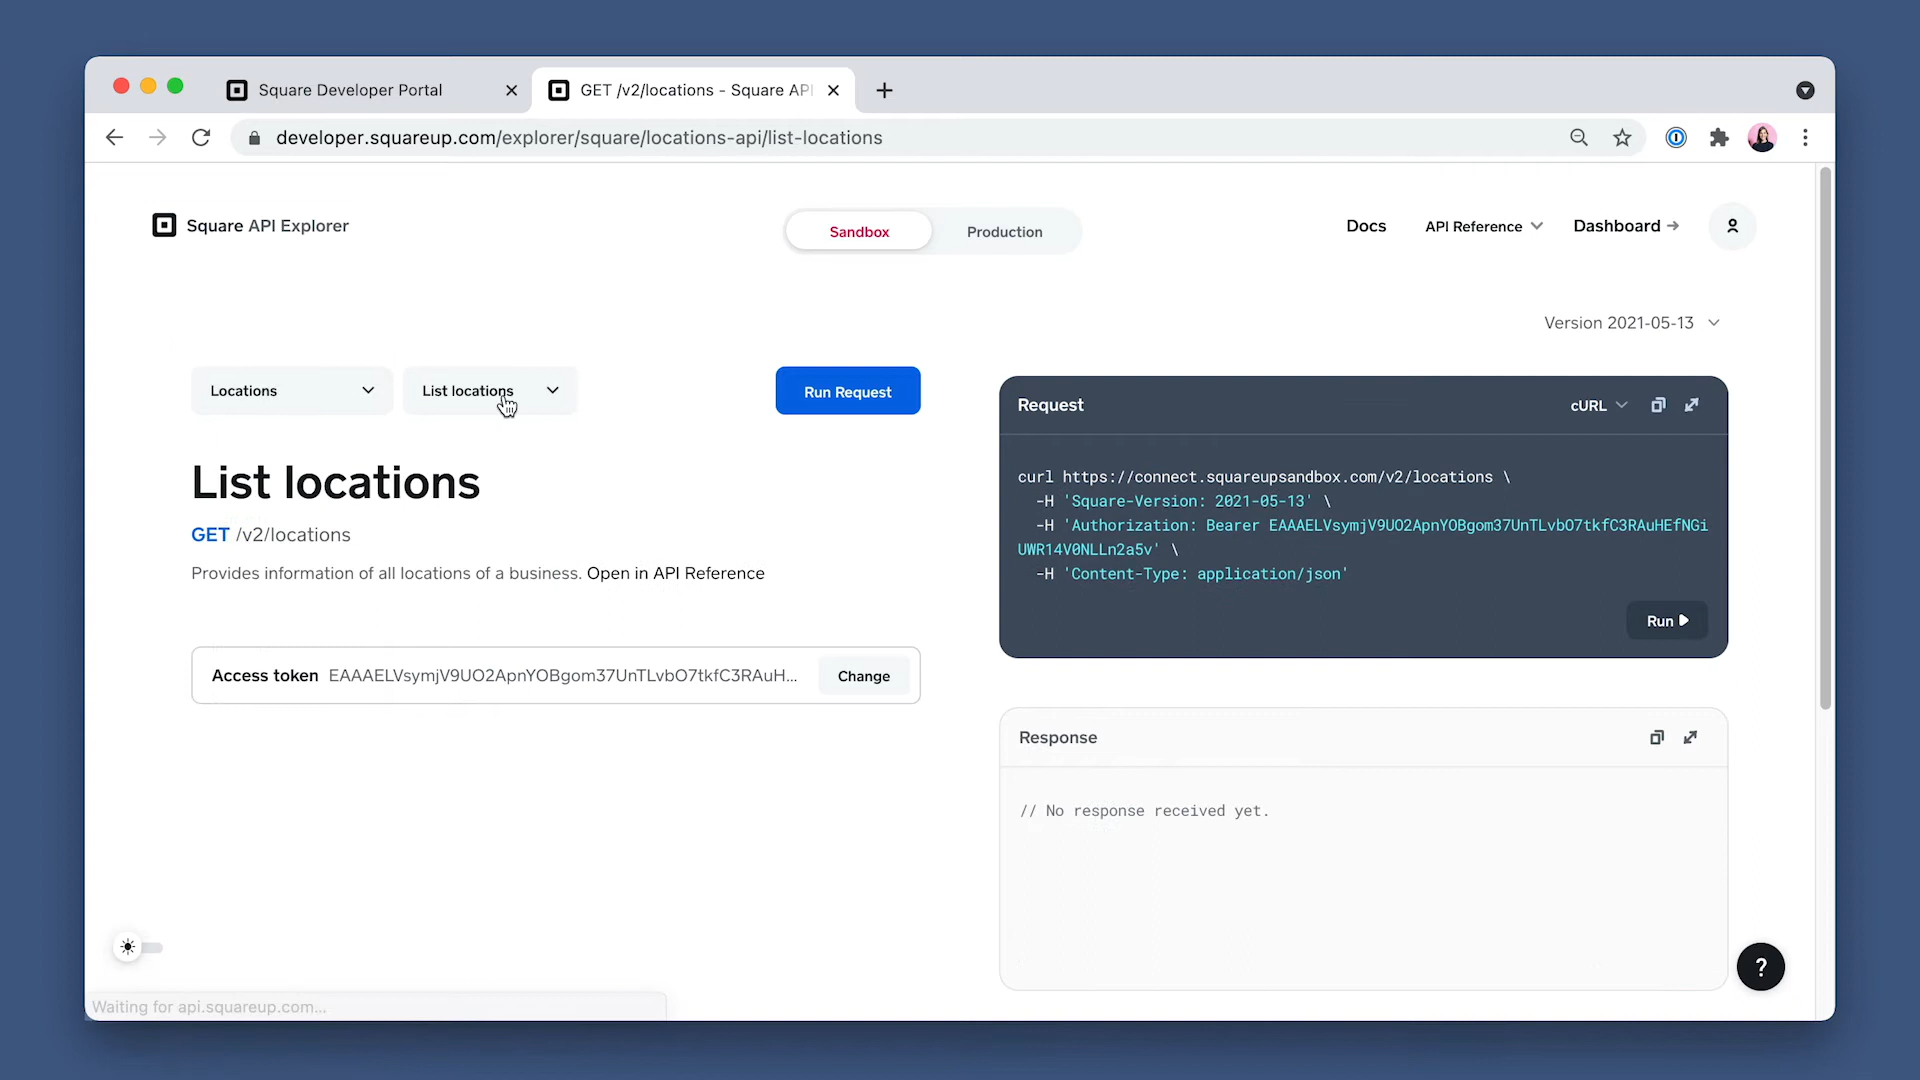 Square Developer Portal
GET /v2/locations - Square API
developer.squareup.com/explorer/square/locations-api/list-locations
Square API Explorer
Sandbox
Production
Docs
API Reference
Dashboard →
Version 2021-05-13
Locations
List locations
Run Request
List locations
GET /v2/locations
Provides information of all locations of a business. Open in API Reference
Access token EAAAELVsymjV9UO2ApnYOBgom37UnTLvbO7tkfC3RAuH...
Change
Request
cURL
curl https://connect.squareupsandbox.com/v2/locations \
-H 'Square-Version: 2021-05-13' \
-H 'Authorization: Bearer EAAAELVsymjV9UO2ApnYOBgom37UnTLvbO7tkfC3RAuHEfNGi
UWR14V0NLLn2a5v' \
-H 'Content-Type: application/json'
Run
Response
// No response received yet.
?
Waiting for api.squareup.com...